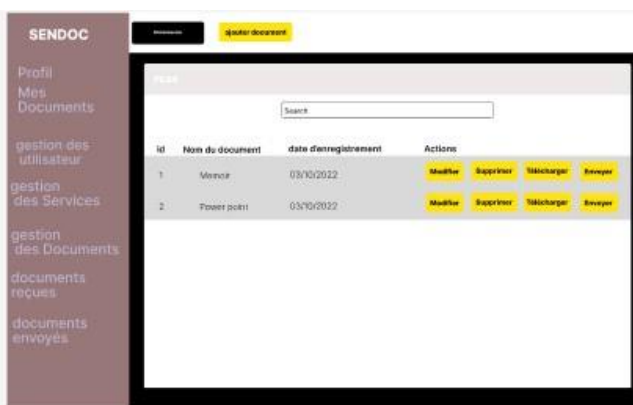 SENDOC
ajouter document
Profil
Mes
Documents
gestion des
utilisateur
gestion
des Services
gestion
des Documents
documents
reçues
documents
envoyés
Search
id Nom du document date d'enregistrement Actions
1 Memoir 03/10/2022 Modifier Supprimer Télécharger Envoyer
2 Power point 03/10/2022 Modifier Supprimer Télécharger Envoyer